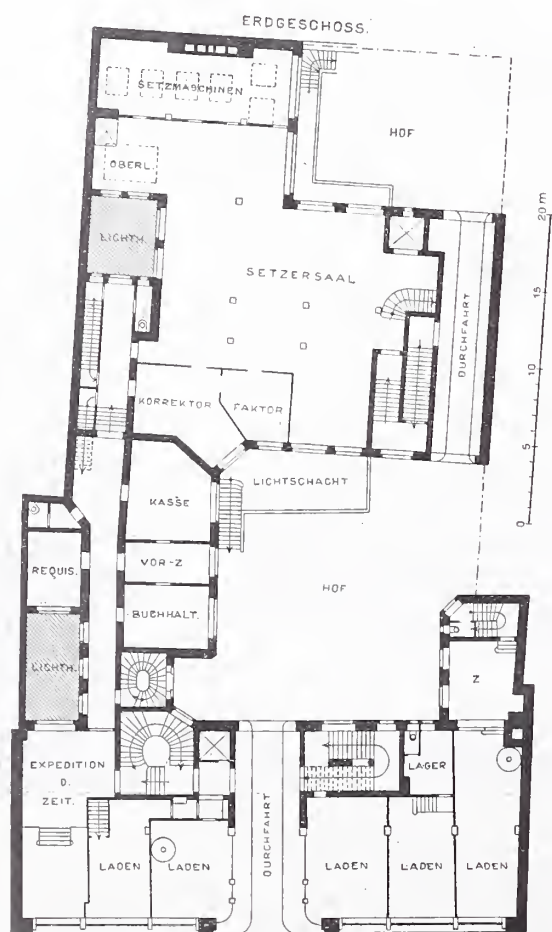 ERDGESCHOSS.
SETZMASCHINEN
HOF
OBERL.
LICHTH.
SETZERSAAL
DURCHFAHRT
20 m
15
10
5
0
KORREKTOR
FAKTOR
LICHTSCHACHT
KASSE
VOR-Z
HOF
REQUIS.
BUCHHALT.
LICHTH.
Z
EXPEDITION
D.
ZEIT.
LAGER
DURCHFAHRT
LADEN
LADEN
LADEN
LADEN
LADEN